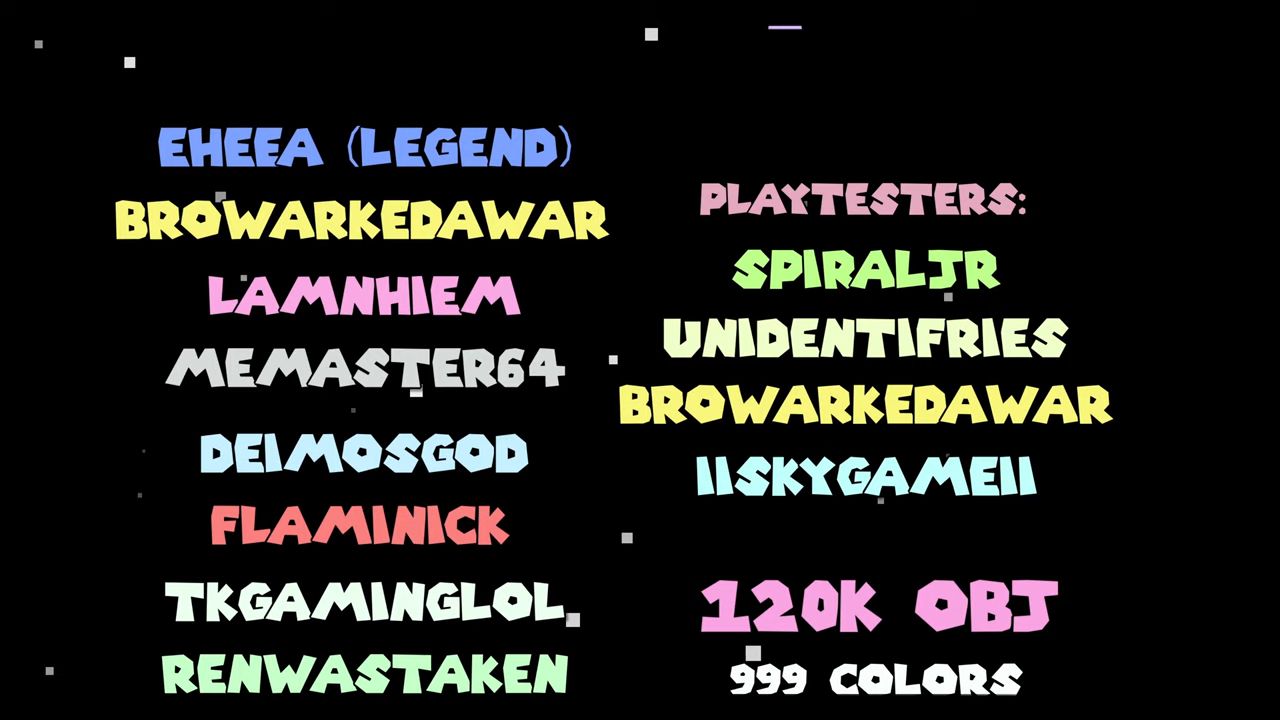 EHEEA (LEGEND)
BROWARKEDAWAR
LAMNHIEM
MEMASTER64
DEIMOSGOD
FLAMINICK
TKGAMINGLOL
RENWASTAKEN
PLAYTESTERS:
SPIRALJR
UNIDENTIFRIES
BROWARKEDAWAR
IISKYGAMEII
120K OBJ
999 COLORS